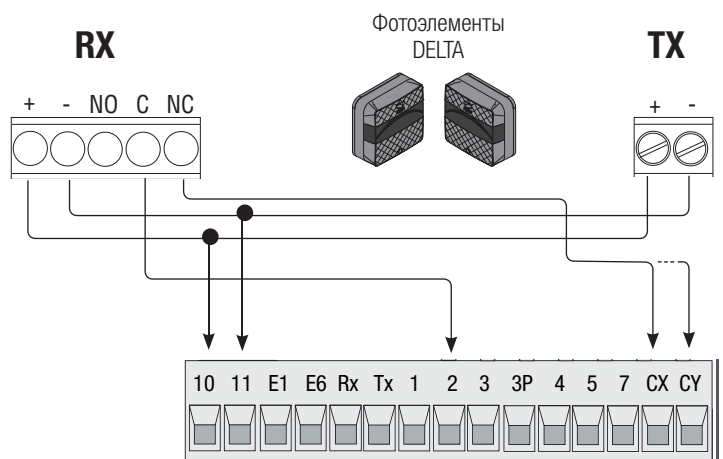 Фотоэлементы
DELTA
RX
TX
+ - NO C NC
+ -
10 11 E1 E6 Rx Tx 1 2 3 3P 4 5 7 CX CY